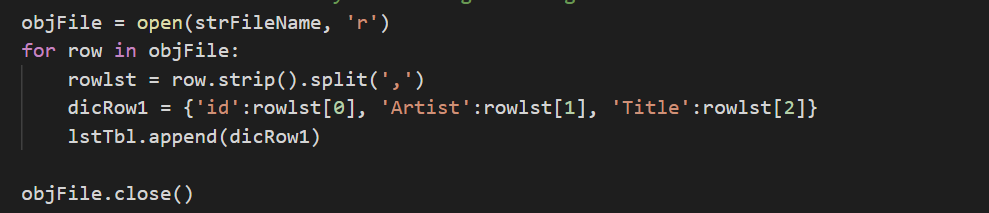 objFile = open(strFileName, 'r')
for row in objFile:
    rowlst = row.strip().split(',')
    dicRow1 = {'id':rowlst[0], 'Artist':rowlst[1], 'Title':rowlst[2]}
    lstTbl.append(dicRow1)
objFile.close()